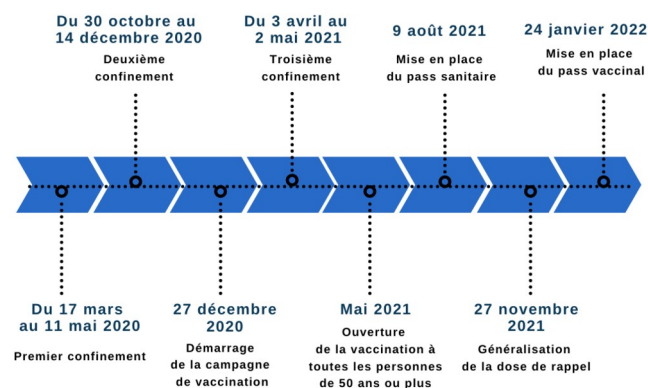 Du 30 octobre au
14 décembre 2020
Deuxième
confinement
Du 3 avril au
2 mai 2021
Troisième
confinement
9 août 2021
Mise en place
du pass sanitaire
24 janvier 2022
Mise en place
du pass vaccinal
Du 17 mars
au 11 mai 2020
Premier confinement
27 décembre
2020
Démarrage
de la campagne
de vaccination
Mai 2021
Ouverture
de la vaccination à
toutes les personnes
de 50 ans ou plus
27 novembre
2021
Généralisation
de la dose de rappel